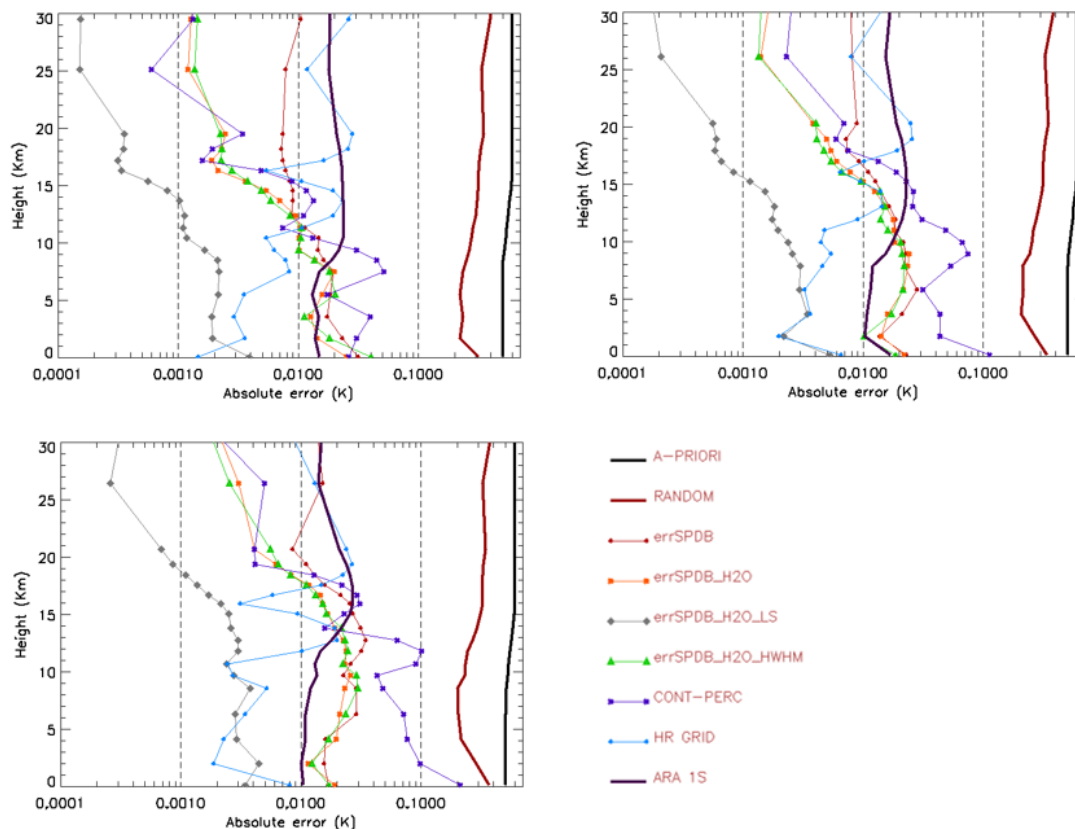 30
25
20
15
10
5
0
Height (Km)
0.0001 0.0010 0.0100 0.1000
Absolute error (K)
30
25
20
15
10
5
0
Height (Km)
0.0001 0.0010 0.0100 0.1000
Absolute error (K)
30
25
20
15
10
5
0
Height (Km)
0.0001 0.0010 0.0100 0.1000
Absolute error (K)
A-PRIORI
RANDOM
errSPDB
errSPDB_H2O
errSPDB_H2O_LS
errSPDB_H2O_HWHM
CONT-PERC
HR GRID
ARA 1S